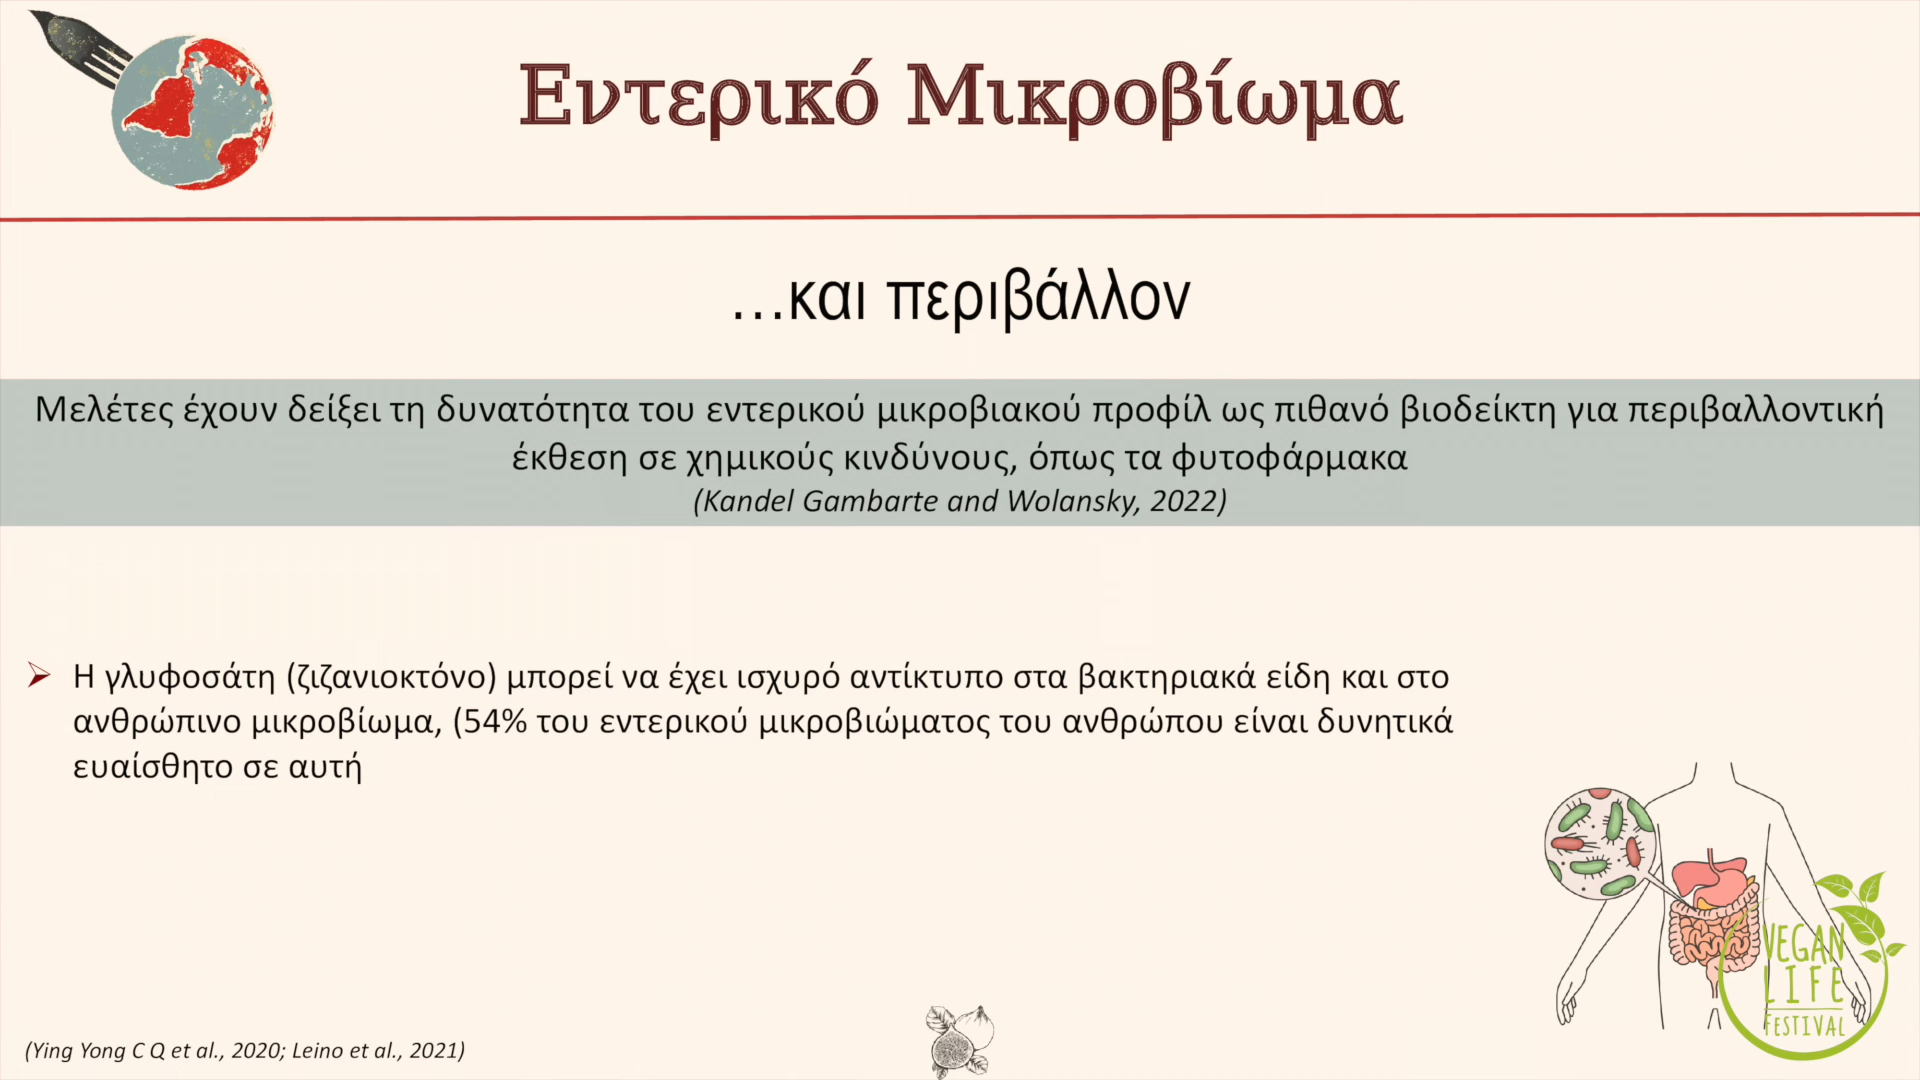 Εντερικό Μικροβίωμα
...και περιβάλλον
Μελέτες έχουν δείξει τη δυνατότητα του εντερικού μικροβιακού προφίλ ως πιθανό βιοδείκτη για περιβαλλοντική
έκθεση σε χημικούς κινδύνους, όπως τα φυτοφάρμακα
(Kandel Gambarte and Wolansky, 2022)
Η γλυφοσάτη (ζιζανιοκτόνο) μπορεί να έχει ισχυρό αντίκτυπο στα βακτηριακά είδη και στο
ανθρώπινο μικροβίωμα, (54% του εντερικού μικροβιώματος του ανθρώπου είναι δυνητικά
ευαίσθητο σε αυτή
VEGAN
LIFE
FESTIVAL
(Ying Yong C Q et al., 2020; Leino et al., 2021)